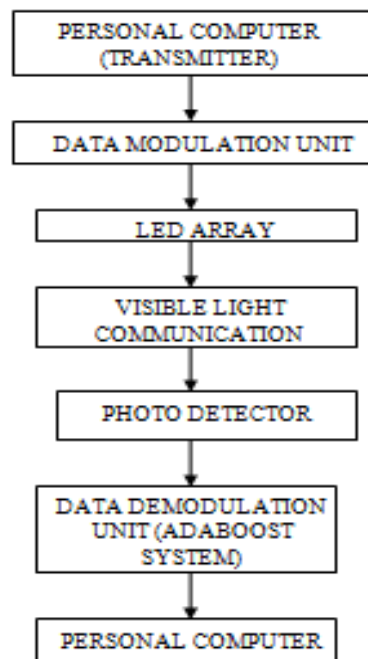 PERSONAL COMPUTER
(TRANSMITTER)
DATA MODULATION UNIT
LED ARRAY
VISIBLE LIGHT
COMMUNICATION
PHOTO DETECTOR
DATA DEMODULATION
UNIT (ADABOOST
SYSTEM)
PERSONAL COMPUTER